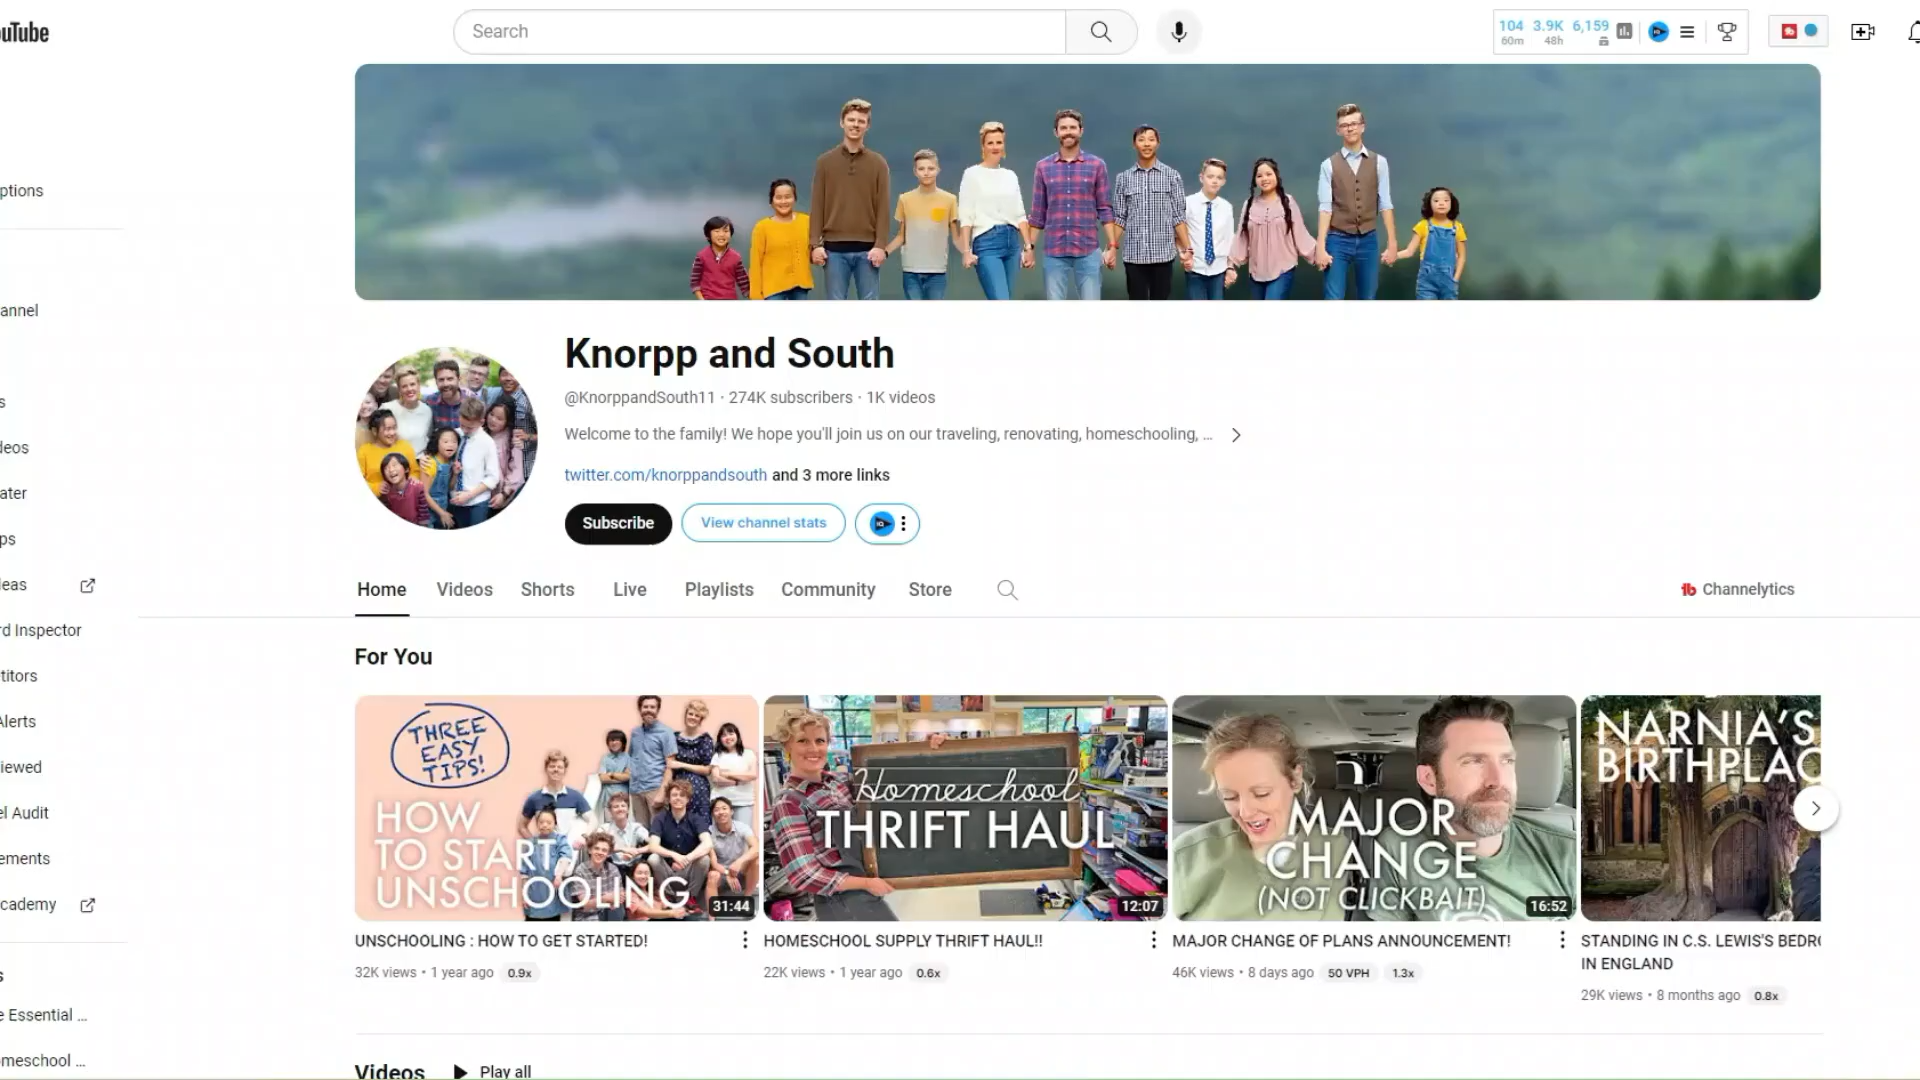 uTube
Search
104 3.9K 6,159
60m 48h
ptions
annel
s
deos
ater
ps
deas
rd Inspector
titors
Alerts
iewed
el Audit
ements
cademy
s
e Essential ...
omeschool ...
Knorpp and South
@KnorppandSouth11 · 274K subscribers · 1K videos
Welcome to the family! We hope you'll join us on our traveling, renovating, homeschooling, ...
twitter.com/knorppandsouth and 3 more links
Subscribe View channel stats IQ
Home Videos Shorts Live Playlists Community Store
tb Channelytics
For You
THREE
EASY
TIPS!
HOW
TO START
UNSCHOOLING
31:44
Homeschool
THRIFT HAUL
12:07
MAJOR
CHANGE
(NOT CLICKBAIT)
16:52
NARNIA'S
BIRTHPLAC
UNSCHOOLING : HOW TO GET STARTED!
32K views • 1 year ago 0.9x
HOMESCHOOL SUPPLY THRIFT HAUL!!
22K views • 1 year ago 0.6x
MAJOR CHANGE OF PLANS ANNOUNCEMENT!
46K views • 8 days ago 50 VPH 1.3x
STANDING IN C.S. LEWIS'S BEDR
IN ENGLAND
29K views • 8 months ago 0.8x
Videos Play all